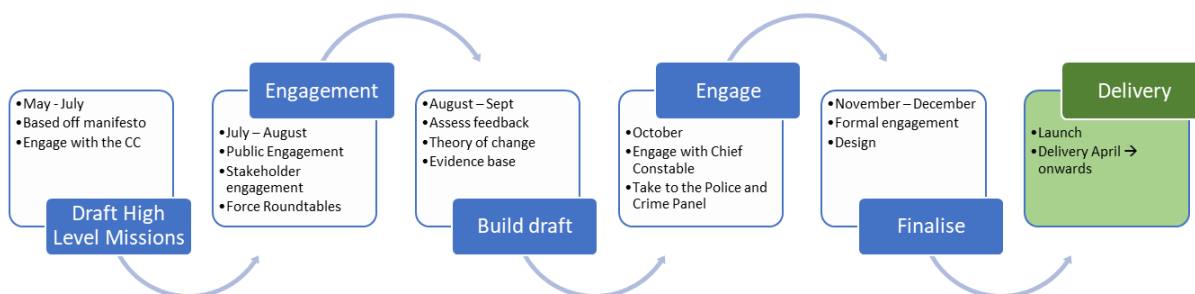 •May - July
•Based off manifesto
•Engage with the CC
Draft High
Level Missions
Engagement
•July – August
•Public Engagement
•Stakeholder
engagement
•Force Roundtables
•August – Sept
•Assess feedback
•Theory of change
•Evidence base
Build draft
Engage
•October
•Engage with Chief
Constable
•Take to the Police and
Crime Panel
•November – December
•Formal engagement
•Design
Finalise
Delivery
•Launch
•Delivery April →
onwards